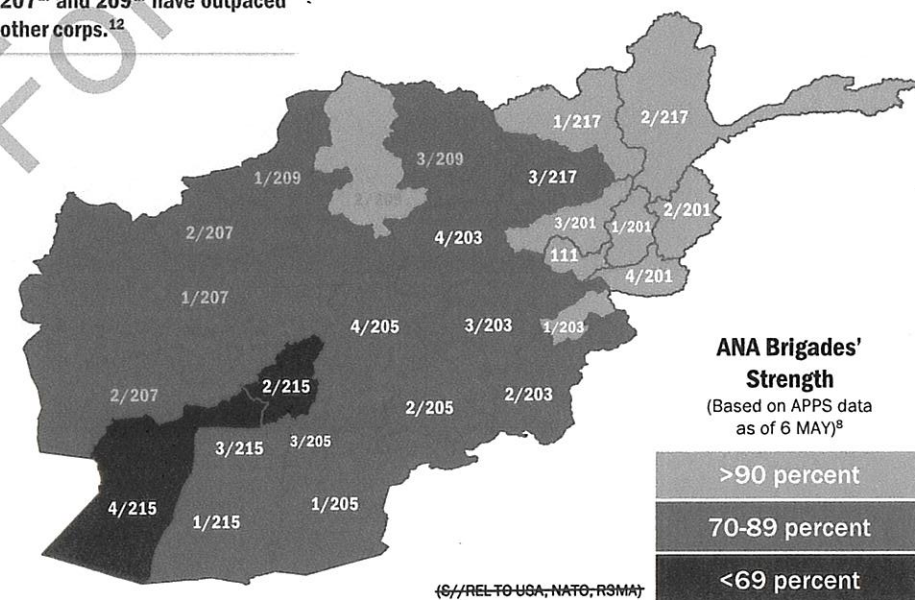 207th and 209th have outpaced
other corps.12
For
1/217
2/217
3/209
3/217
1/209
2/209
2/201
3/201
1/201
2/207
4/203
111
4/201
1/207
4/205
3/203
1/203
ANA Brigades'
Strength
(Based on APPS data
as of 6 MAY)8
2/215
2/207
2/205
2/203
3/215
3/205
>90 percent
4/215
1/215
1/205
70-89 percent
<69 percent
(S//REL TO USA, NATO, RSMA)